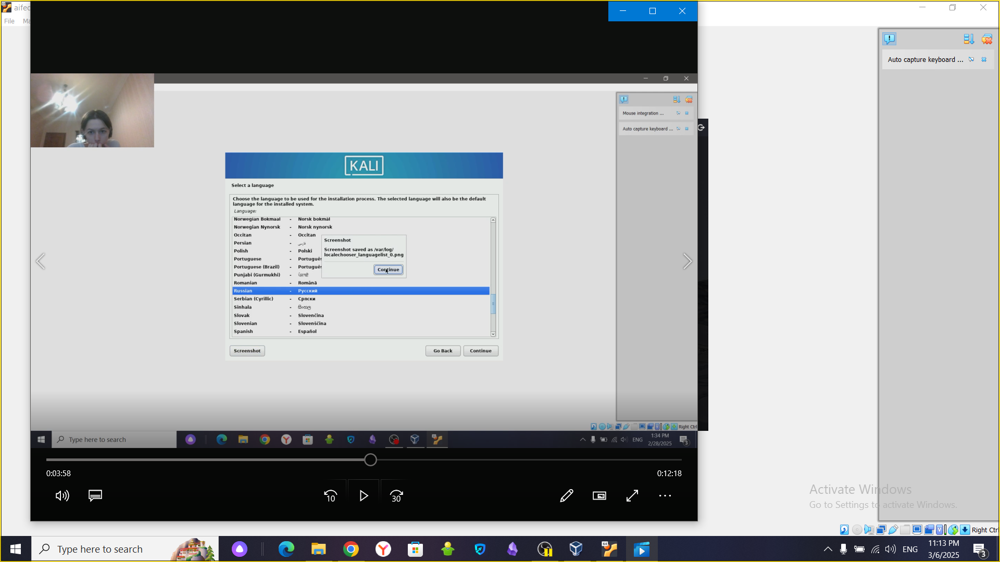 aifec
File Ma
Auto capture keyboard ...
Mouse integration ...
Auto capture keyboard ...
KALI
Select a language
Choose the language to be used for the installation process. The selected language will also be the default
language for the installed system.
Language:
Norwegian Bokmaal - Norsk bokmål
Norwegian Nynorsk - Norsk nynorsk
Occitan - Occitan
Persian - فارسی
Polish - Polski
Portuguese - Portuguê
Portuguese (Brazil) - Portuguê
Punjabi (Gurmukhi) - ਪੰਜਾਬੀ
Romanian - Română
Russian - Русский
Serbian (Cyrillic) - Српски
Sinhala - සිංහල
Slovak - Slovenčina
Slovenian - Slovenščina
Spanish - Español
Screenshot
Screenshot saved as /var/log/
localechooser_languagelist_0.png
Continue
Screenshot Go Back Continue
Right Ctrl
Type here to search
ENG
1:34 PM
2/28/2025
3
0:03:58 0:12:18
10 30
Activate Windows
Go to Settings to activate Windows.
Right Ctr
Type here to search
64
ENG
11:13 PM
3/6/2025
3